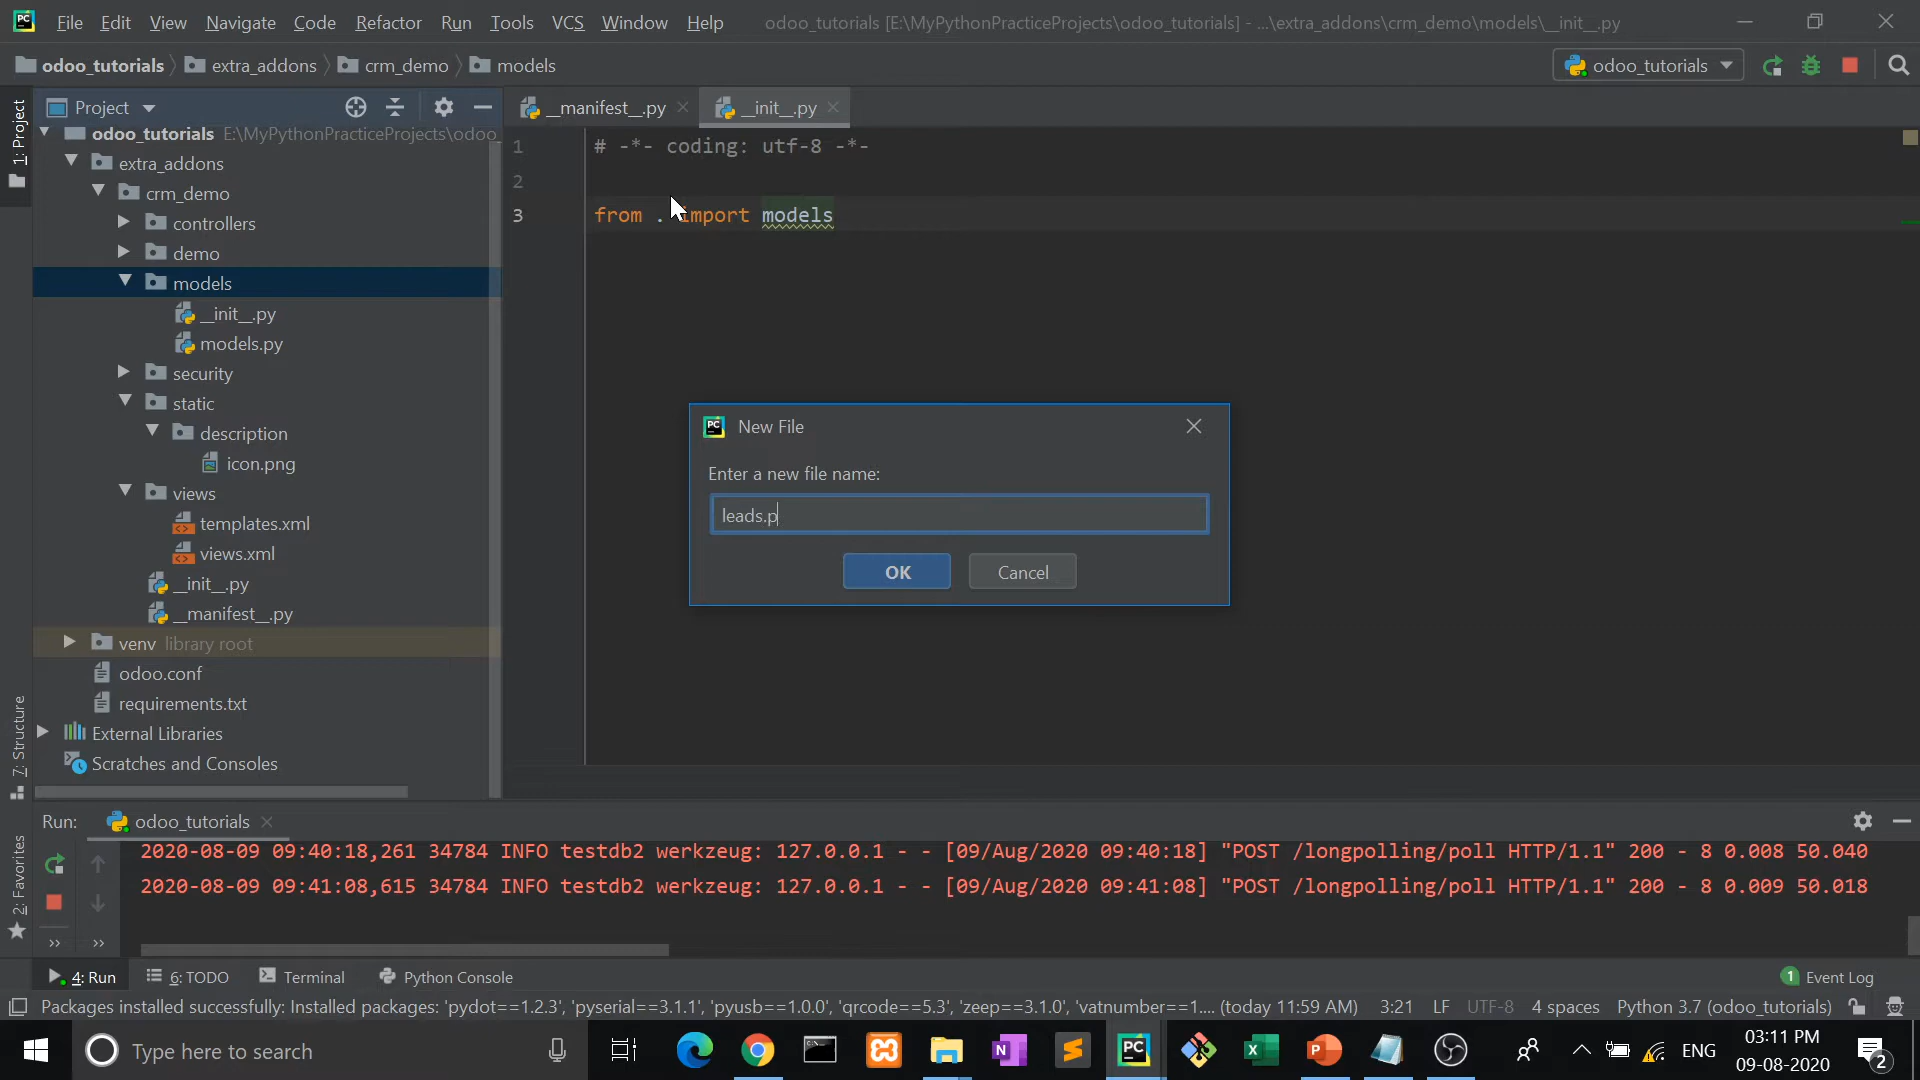 File Edit View Navigate Code Refactor Run Tools VCS Window Help odoo_tutorials [E:\MyPythonPracticeProjects\odoo_tutorials] - ...\extra_addons\crm_demo\models\__init__.py
odoo_tutorials extra_addons crm_demo models odoo_tutorials
1: Project
Project
odoo_tutorials E:\MyPythonPracticeProjects\odoo
extra_addons
crm_demo
controllers
demo
models
__init__.py
models.py
security
static
description
icon.png
views
templates.xml
views.xml
__init__.py
__manifest__.py
venv library root
odoo.conf
requirements.txt
External Libraries
Scratches and Consoles
__manifest__.py __init__.py
1 # -*- coding: utf-8 -*-
2
3 from . import models
New File
Enter a new file name:
leads.p
OK Cancel
7: Structure
2: Favorites
Run: odoo_tutorials
2020-08-09 09:40:18,261 34784 INFO testdb2 werkzeug: 127.0.0.1 - - [09/Aug/2020 09:40:18] "POST /longpolling/poll HTTP/1.1" 200 - 8 0.008 50.040
2020-08-09 09:41:08,615 34784 INFO testdb2 werkzeug: 127.0.0.1 - - [09/Aug/2020 09:41:08] "POST /longpolling/poll HTTP/1.1" 200 - 8 0.009 50.018
4: Run 6: TODO Terminal Python Console 1 Event Log
Packages installed successfully: Installed packages: 'pydot==1.2.3', 'pyserial==3.1.1', 'pyusb==1.0.0', 'qrcode==5.3', 'zeep==3.1.0', 'vatnumber==1.... (today 11:59 AM) 3:21 LF UTF-8 4 spaces Python 3.7 (odoo_tutorials)
Type here to search ENG 03:11 PM
09-08-2020 2